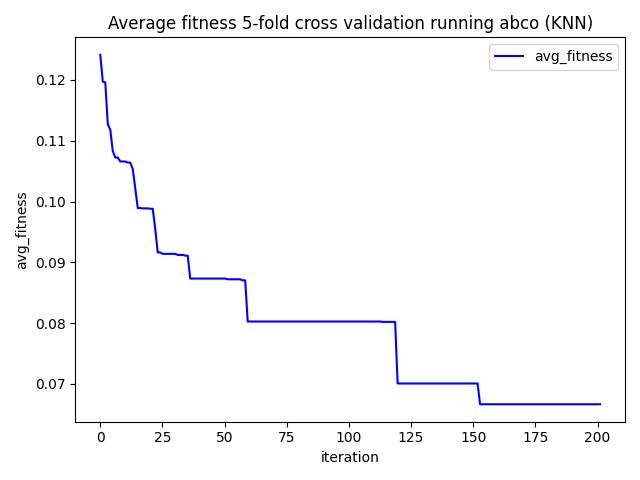 Average fitness 5-fold cross validation running abco (KNN)
avg_fitness
0.12
0.11
0.10
0.09
0.08
0.07
avg_fitness
0 25 50 75 100 125 150 175 200
iteration